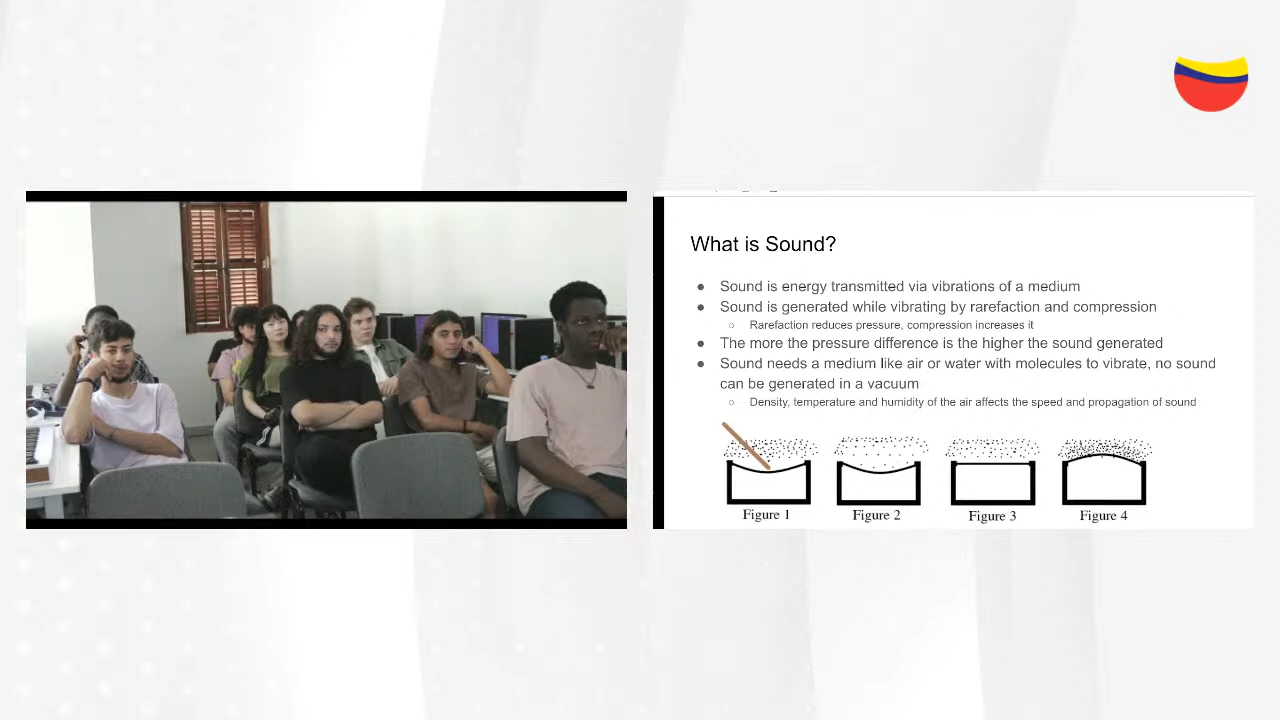 What is Sound?
● Sound is energy transmitted via vibrations of a medium
● Sound is generated while vibrating by rarefaction and compression
○ Rarefaction reduces pressure, compression increases it
● The more the pressure difference is the higher the sound generated
● Sound needs a medium like air or water with molecules to vibrate, no sound
can be generated in a vacuum
○ Density, temperature and humidity of the air affects the speed and propagation of sound
Figure 1 Figure 2 Figure 3 Figure 4